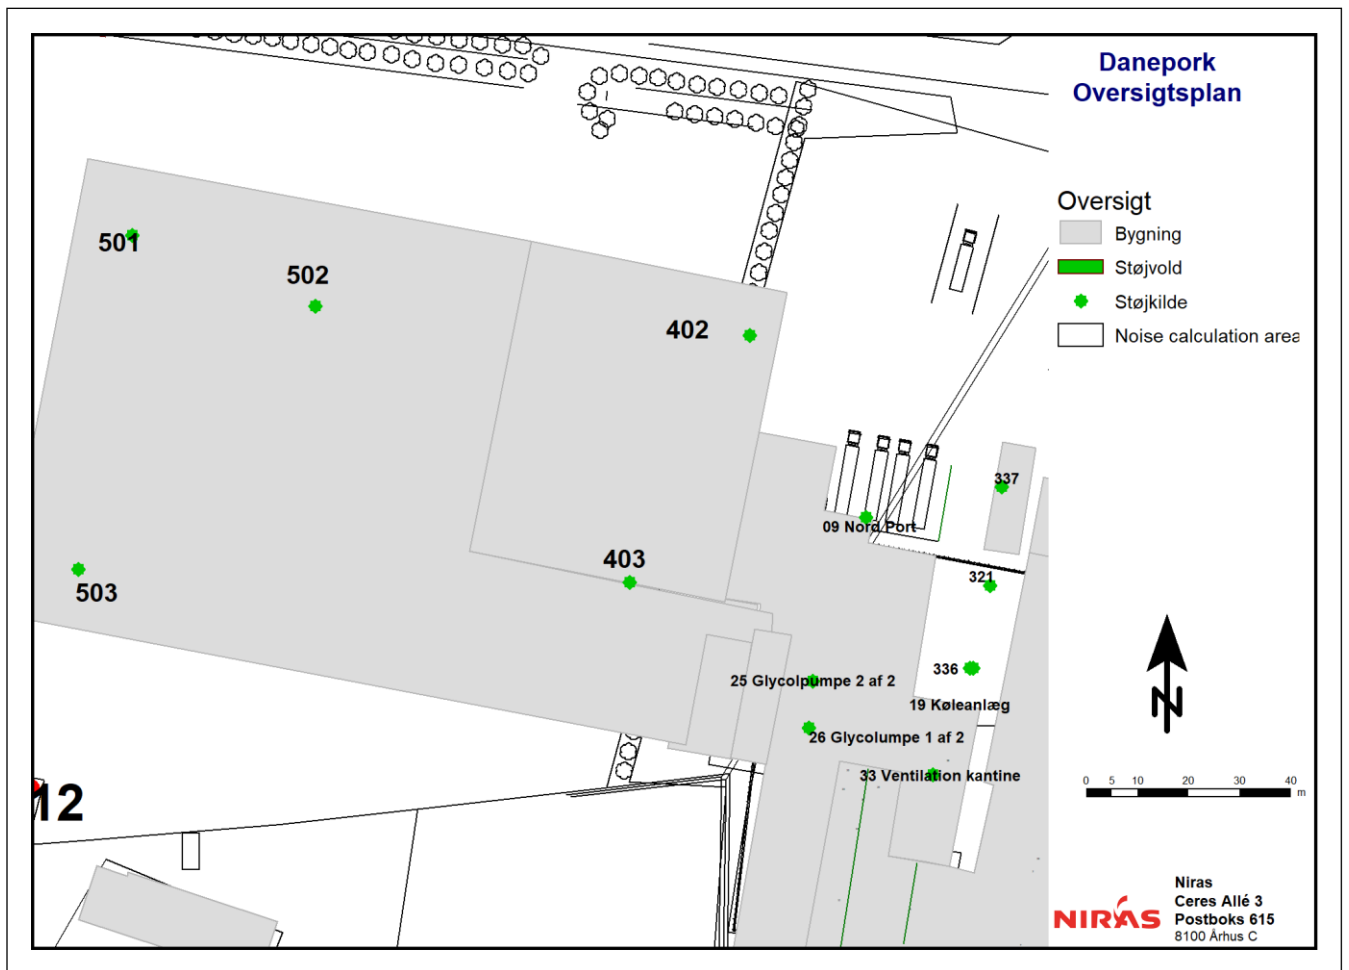 Danepork
Oversigtsplan
Oversigt
Bygning
Støjvold
Støjkilde
Noise calculation area
501
502
402
337
09 Nord Port
403
321
503
336
25 Glycolpumpe 2 af 2
19 Køleanlæg
26 Glycolumpe 1 af 2
33 Ventilation kantine
12
N
0 5 10 20 30 40
m
NIRAS
Niras
Ceres Allé 3
Postboks 615
8100 Århus C